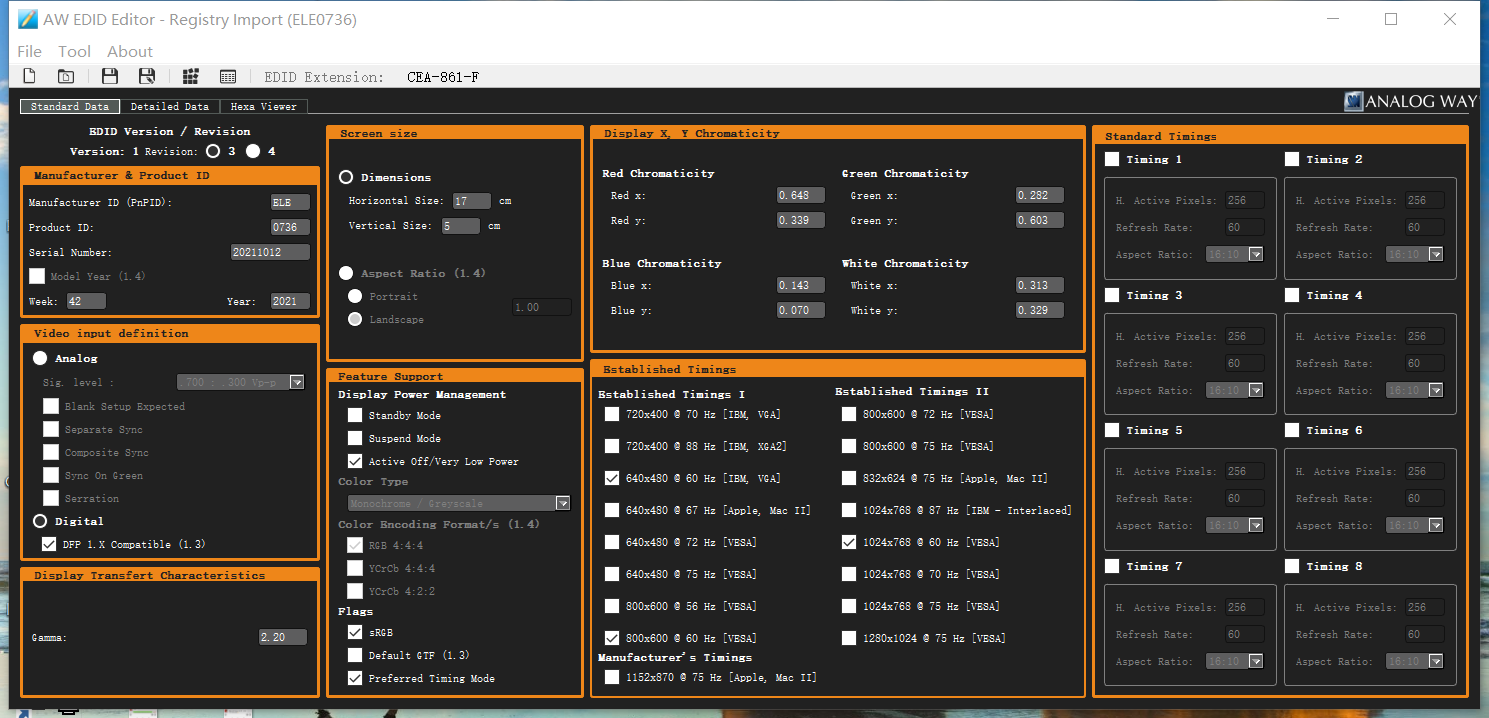 AW EDID Editor - Registry Import (ELE0736)
File Tool About
EDID Extension: CEA-861-F
Standard Data Detailed Data Hexa Viewer
ANALOG WAY
EDID Version / Revision
Version: 1 Revision: 3 4
Manufacturer & Product ID
Manufacturer ID (PnPID): ELE
Product ID: 0736
Serial Number: 20211012
Model Year (1.4)
Week: 42 Year: 2021
Video input definition
Analog
Sig. level : .700 : .300 Vp-p
Blank Setup Expected
Separate Sync
Composite Sync
Sync On Green
Serration
Digital
DFP 1.X Compatible (1.3)
Display Transfert Characteristics
Gamma: 2.20
Screen size
Dimensions
Horizontal Size: 17 cm
Vertical Size: 5 cm
Aspect Ratio (1.4)
Portrait
Landscape
1.00
Feature Support
Display Power Management
Standby Mode
Suspend Mode
Active Off/Very Low Power
Color Type
Monochrome / Greyscale
Color Encoding Format/s (1.4)
RGB 4:4:4
YCrCb 4:4:4
YCrCb 4:2:2
Flags
sRGB
Default GTF (1.3)
Preferred Timing Mode
Display X, Y Chromaticity
Red Chromaticity
Red x: 0.648
Red y: 0.339
Green Chromaticity
Green x: 0.282
Green y: 0.603
Blue Chromaticity
Blue x: 0.143
Blue y: 0.070
White Chromaticity
White x: 0.313
White y: 0.329
Established Timings
Established Timings I
720x400 @ 70 Hz [IBM, VGA]
720x400 @ 88 Hz [IBM, XGA2]
640x480 @ 60 Hz [IBM, VGA]
640x480 @ 67 Hz [Apple, Mac II]
640x480 @ 72 Hz [VESA]
640x480 @ 75 Hz [VESA]
800x600 @ 56 Hz [VESA]
800x600 @ 60 Hz [VESA]
Manufacturer's Timings
1152x870 @ 75 Hz [Apple, Mac II]
Established Timings II
800x600 @ 72 Hz [VESA]
800x600 @ 75 Hz [VESA]
832x624 @ 75 Hz [Apple, Mac II]
1024x768 @ 87 Hz [IBM - Interlaced]
1024x768 @ 60 Hz [VESA]
1024x768 @ 70 Hz [VESA]
1024x768 @ 75 Hz [VESA]
1280x1024 @ 75 Hz [VESA]
Standard Timings
Timing 1
H. Active Pixels: 256
Refresh Rate: 60
Aspect Ratio: 16:10
Timing 2
H. Active Pixels: 256
Refresh Rate: 60
Aspect Ratio: 16:10
Timing 3
H. Active Pixels: 256
Refresh Rate: 60
Aspect Ratio: 16:10
Timing 4
H. Active Pixels: 256
Refresh Rate: 60
Aspect Ratio: 16:10
Timing 5
H. Active Pixels: 256
Refresh Rate: 60
Aspect Ratio: 16:10
Timing 6
H. Active Pixels: 256
Refresh Rate: 60
Aspect Ratio: 16:10
Timing 7
H. Active Pixels: 256
Refresh Rate: 60
Aspect Ratio: 16:10
Timing 8
H. Active Pixels: 256
Refresh Rate: 60
Aspect Ratio: 16:10